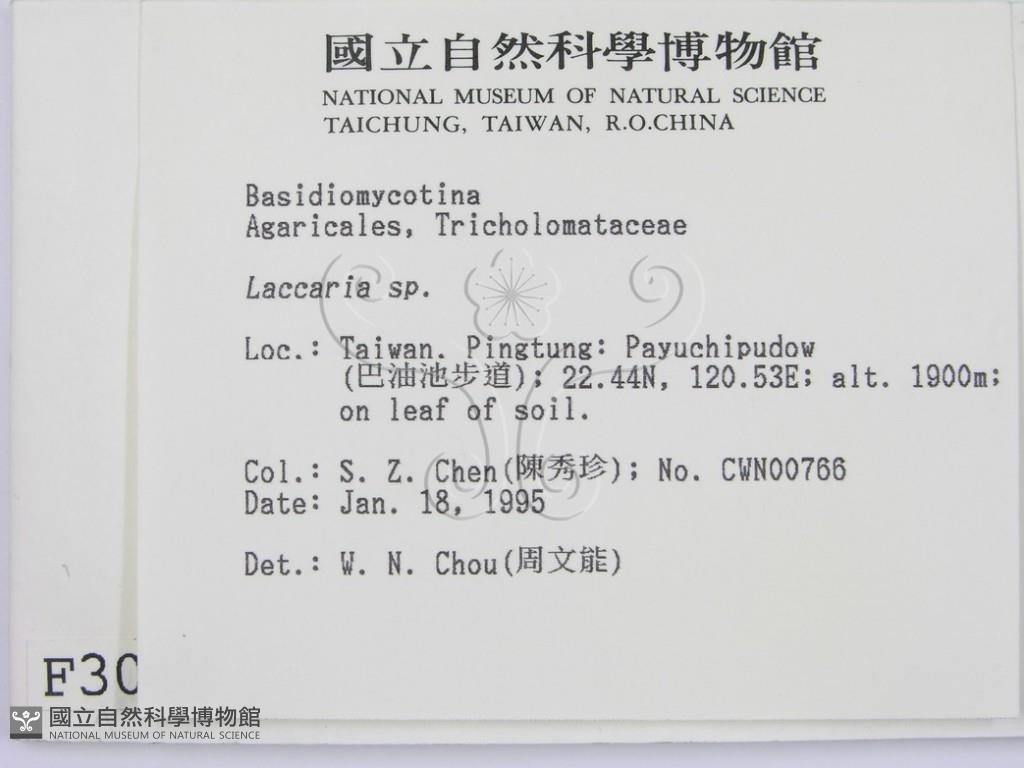 國立自然科學博物館
NATIONAL MUSEUM OF NATURAL SCIENCE
TAICHUNG, TAIWAN, R.O.CHINA
Basidiomycotina
Agaricales, Tricholomataceae
Laccaria sp.
Loc.: Taiwan. Pingtung: Payuchipudow
(巴油池步道); 22.44N, 120.53E; alt. 1900m;
on leaf of soil.
Col.: S. Z. Chen(陳秀珍); No. CWN00766
Date: Jan. 18, 1995
Det.: W. N. Chou(周文能)
F30
國立自然科學博物館
NATIONAL MUSEUM OF NATURAL SCIENCE